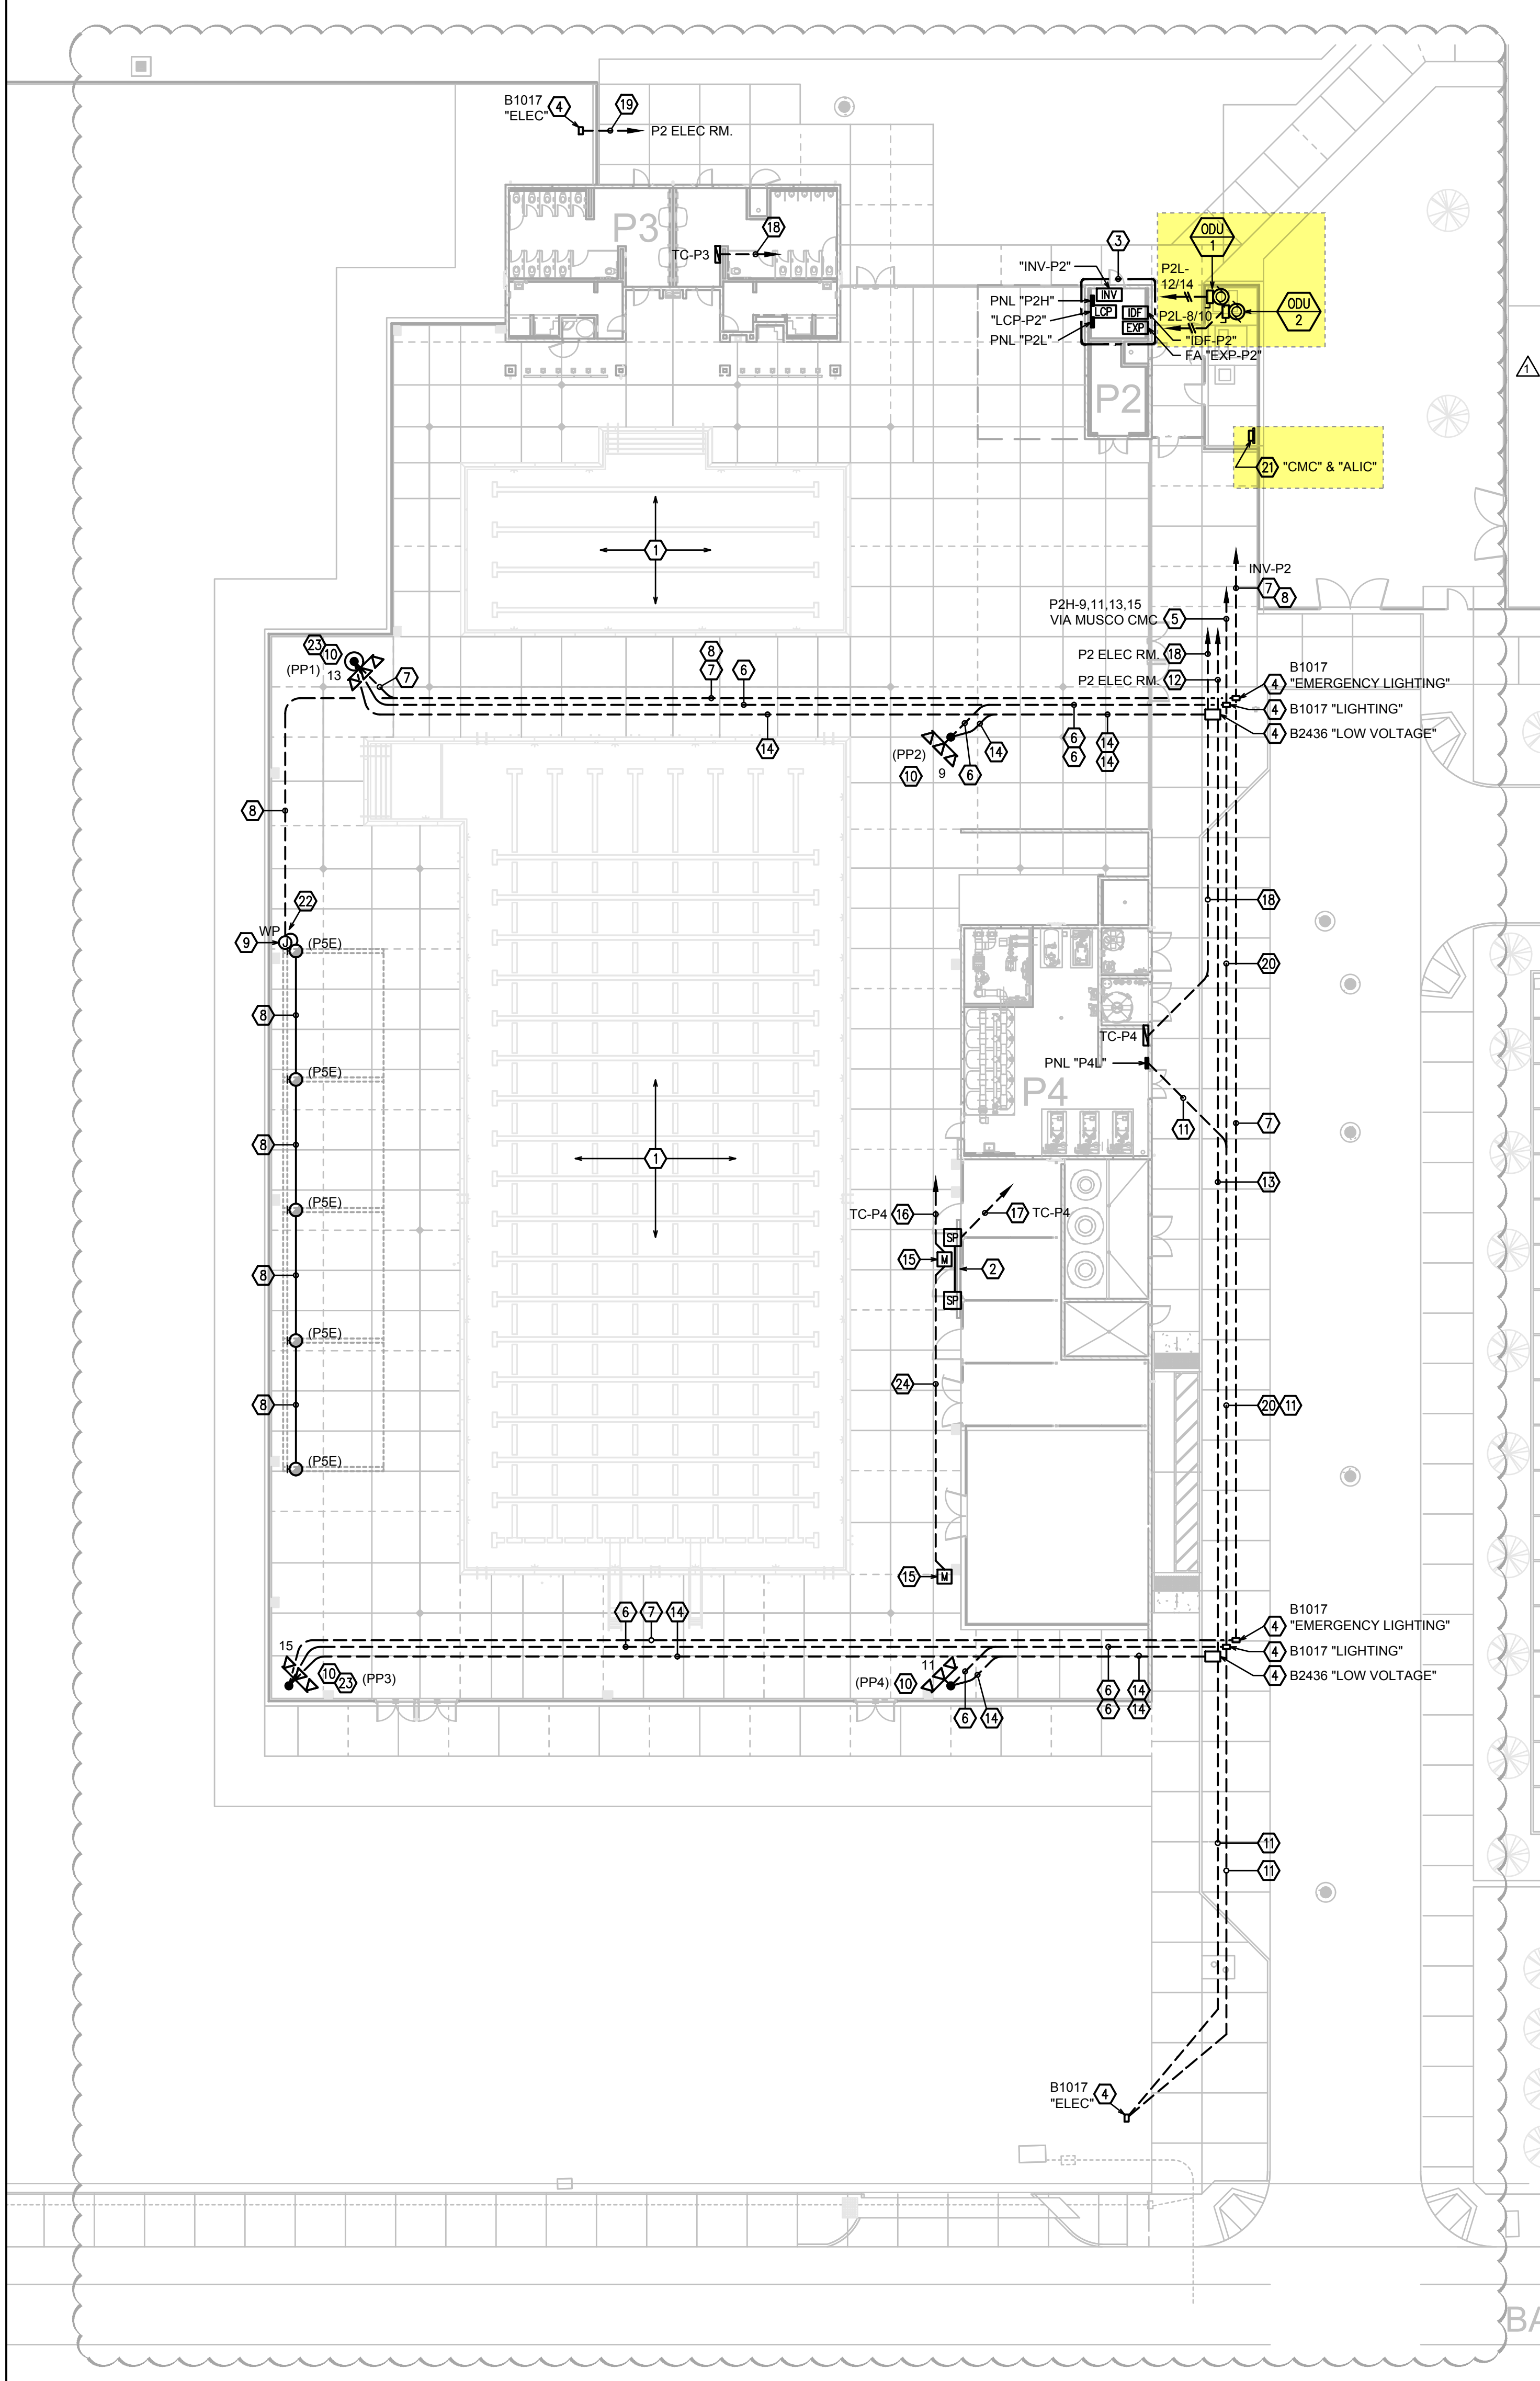 B1017
"ELEC"
4
19
P2 ELEC RM.
P3
TC-P3
18
3
"INV-P2"
PNL "P2H"
"LCP-P2"
PNL "P2L"
INV
LCP
IDF
EXP
P2L-
12/14
P2L-8/10
ODU
1
ODU
2
"IDF-P2"
FA "EXP-P2"
P2
1
21 "CMC" & "ALIC"
1
INV-P2
7
8
P2H-9,11,13,15
VIA MUSCO CMC 5
P2 ELEC RM. 18
P2 ELEC RM. 12
23
10
(PP1)
13
7
8
7
6
14
(PP2)
10
9
6
14
6
6
14
14
B1017
4 "EMERGENCY LIGHTING"
4 B1017 "LIGHTING"
4 B2436 "LOW VOLTAGE"
8
22
WP
9
J
(P5E)
18
20
8
TC-P4
PNL "P4L"
P4
(P5E)
11
7
8
1
13
(P5E)
TC-P4 16
17 TC-P4
SP
15
M
2
SP
8
(P5E)
24
20
11
8
(P5E)
15
M
6
7
14
B1017
4 "EMERGENCY LIGHTING"
4 B1017 "LIGHTING"
4 B2436 "LOW VOLTAGE"
15
10
23
(PP3)
11
(PP4)
10
6
14
6
6
14
14
11
11
B1017
"ELEC"
4
BA